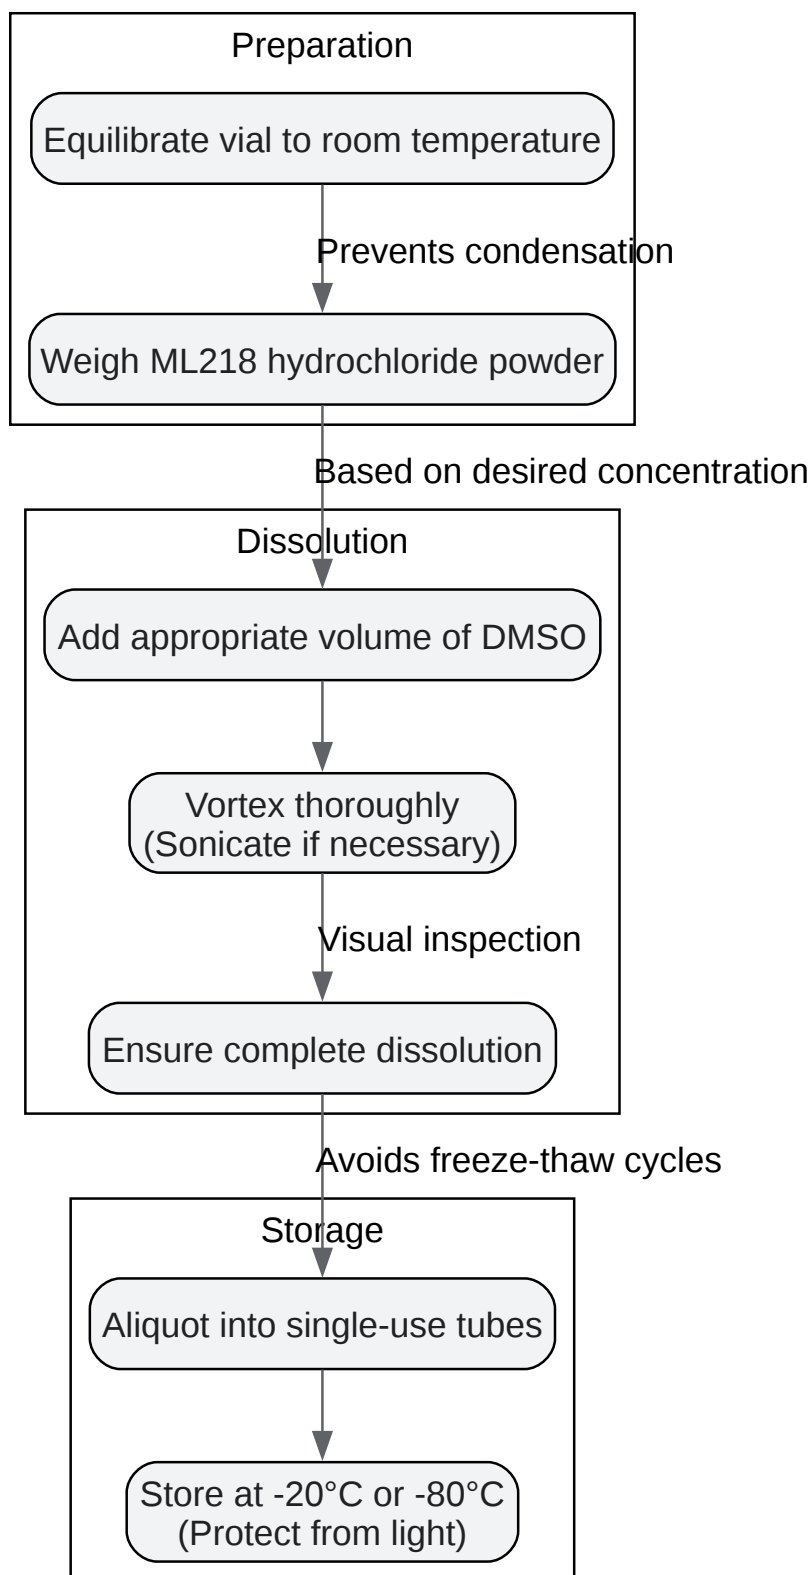 Preparation
Equilibrate vial to room temperature
Prevents condensation
Weigh ML218 hydrochloride powder
Based on desired concentration
Dissolution
Add appropriate volume of DMSO
Vortex thoroughly
(Sonicate if necessary)
Visual inspection
Ensure complete dissolution
Avoids freeze-thaw cycles
Storage
Aliquot into single-use tubes
Store at -20°C or -80°C
(Protect from light)